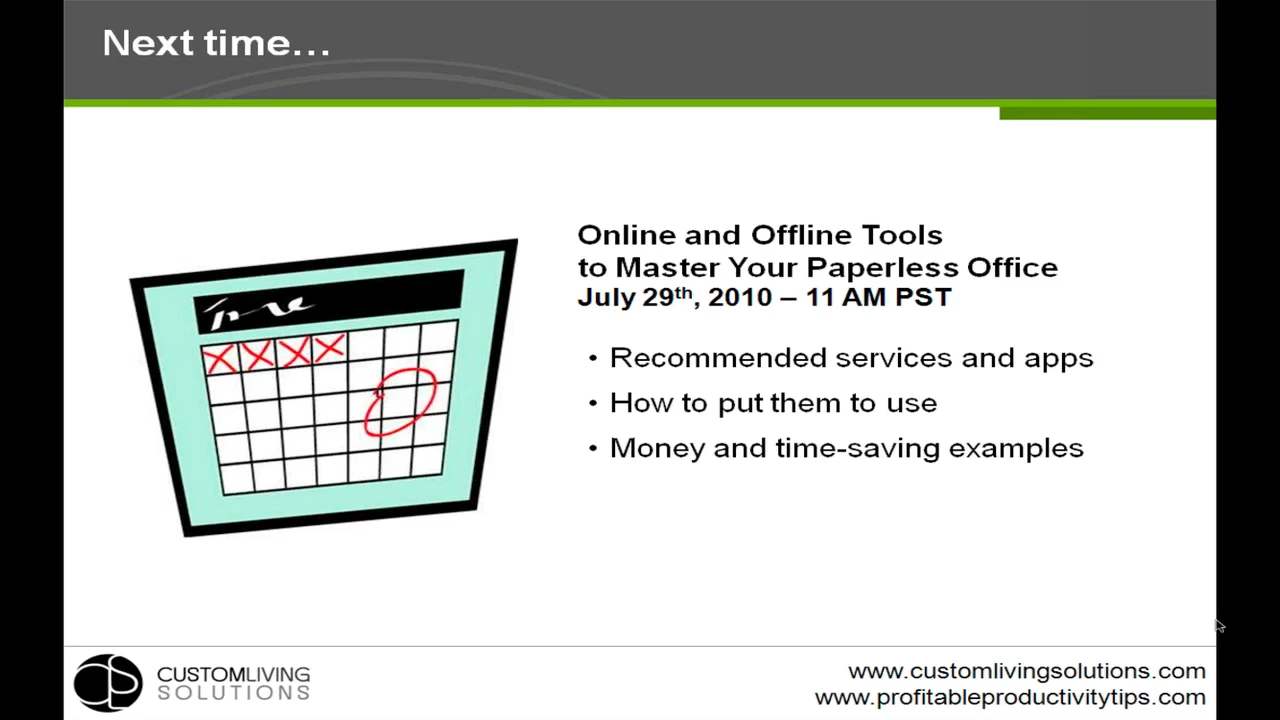 Next time...
Online and Offline Tools
to Master Your Paperless Office
July 29th, 2010 – 11 AM PST
• Recommended services and apps
• How to put them to use
• Money and time-saving examples
CUSTOMLIVING
SOLUTIONS
www.customlivingsolutions.com
www.profitableproductivitytips.com